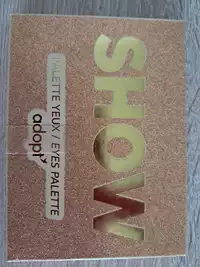 SHOW
PALETTE YEUX / EYES PALETTE
adopt'